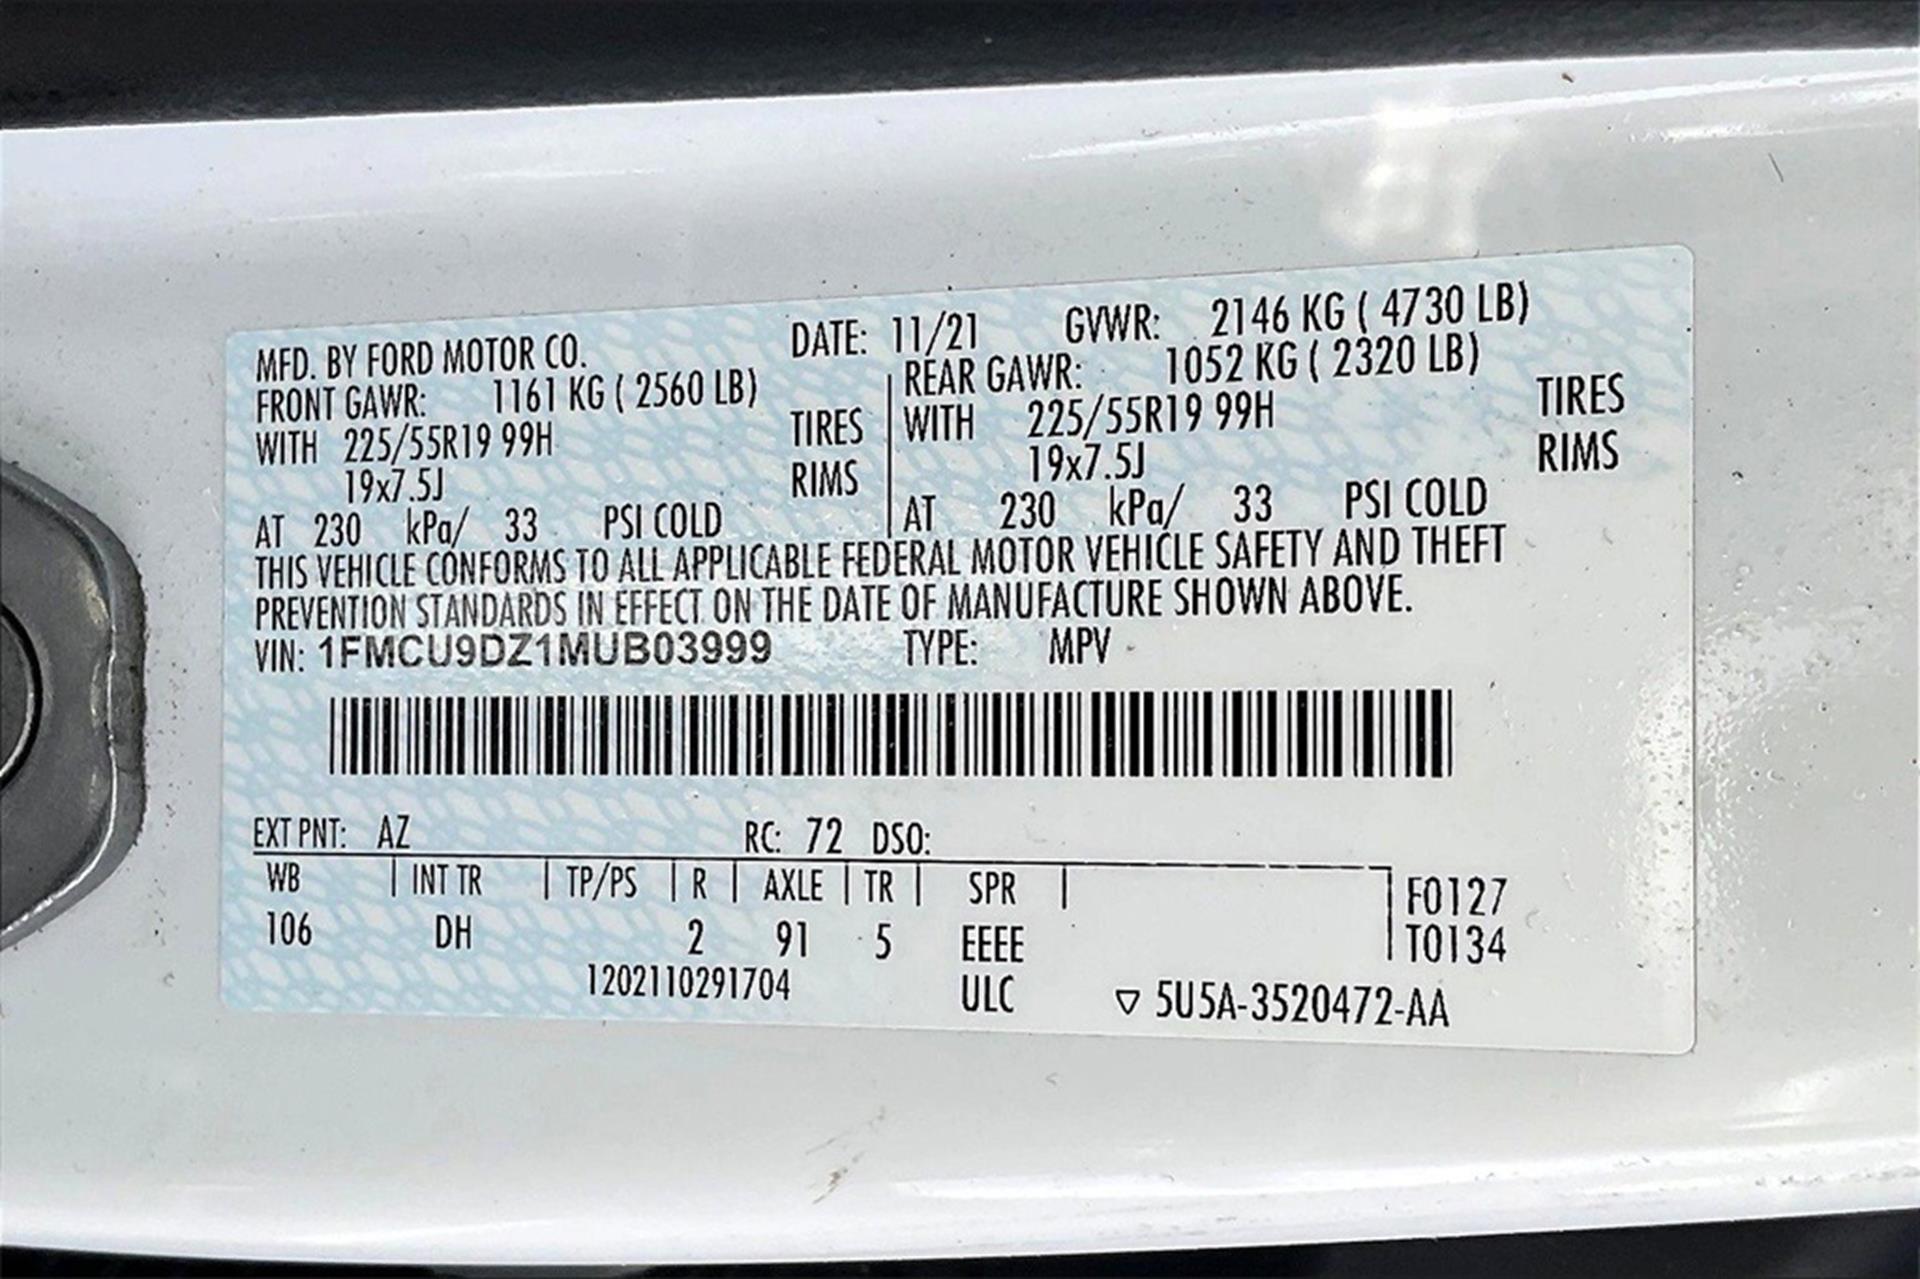 MFD. BY FORD MOTOR CO. DATE: 11/21 GVWR: 2146 KG ( 4730 LB)
FRONT GAWR: 1161 KG ( 2560 LB) REAR GAWR: 1052 KG ( 2320 LB)
WITH 225/55R19 99H TIRES WITH 225/55R19 99H TIRES
19x7.5J RIMS 19x7.5J RIMS
AT 230 kPa/ 33 PSI COLD AT 230 kPa/ 33 PSI COLD
THIS VEHICLE CONFORMS TO ALL APPLICABLE FEDERAL MOTOR VEHICLE SAFETY AND THEFT
PREVENTION STANDARDS IN EFFECT ON THE DATE OF MANUFACTURE SHOWN ABOVE.
VIN: 1FMCU9DZ1MUB03999 TYPE: MPV
EXT PNT: AZ RC: 72 DSO:
WB INT TR TP/PS R AXLE TR SPR F0127
106 DH 2 91 5 EEEE T0134
1202110291704 ULC ▽ 5U5A-3520472-AA